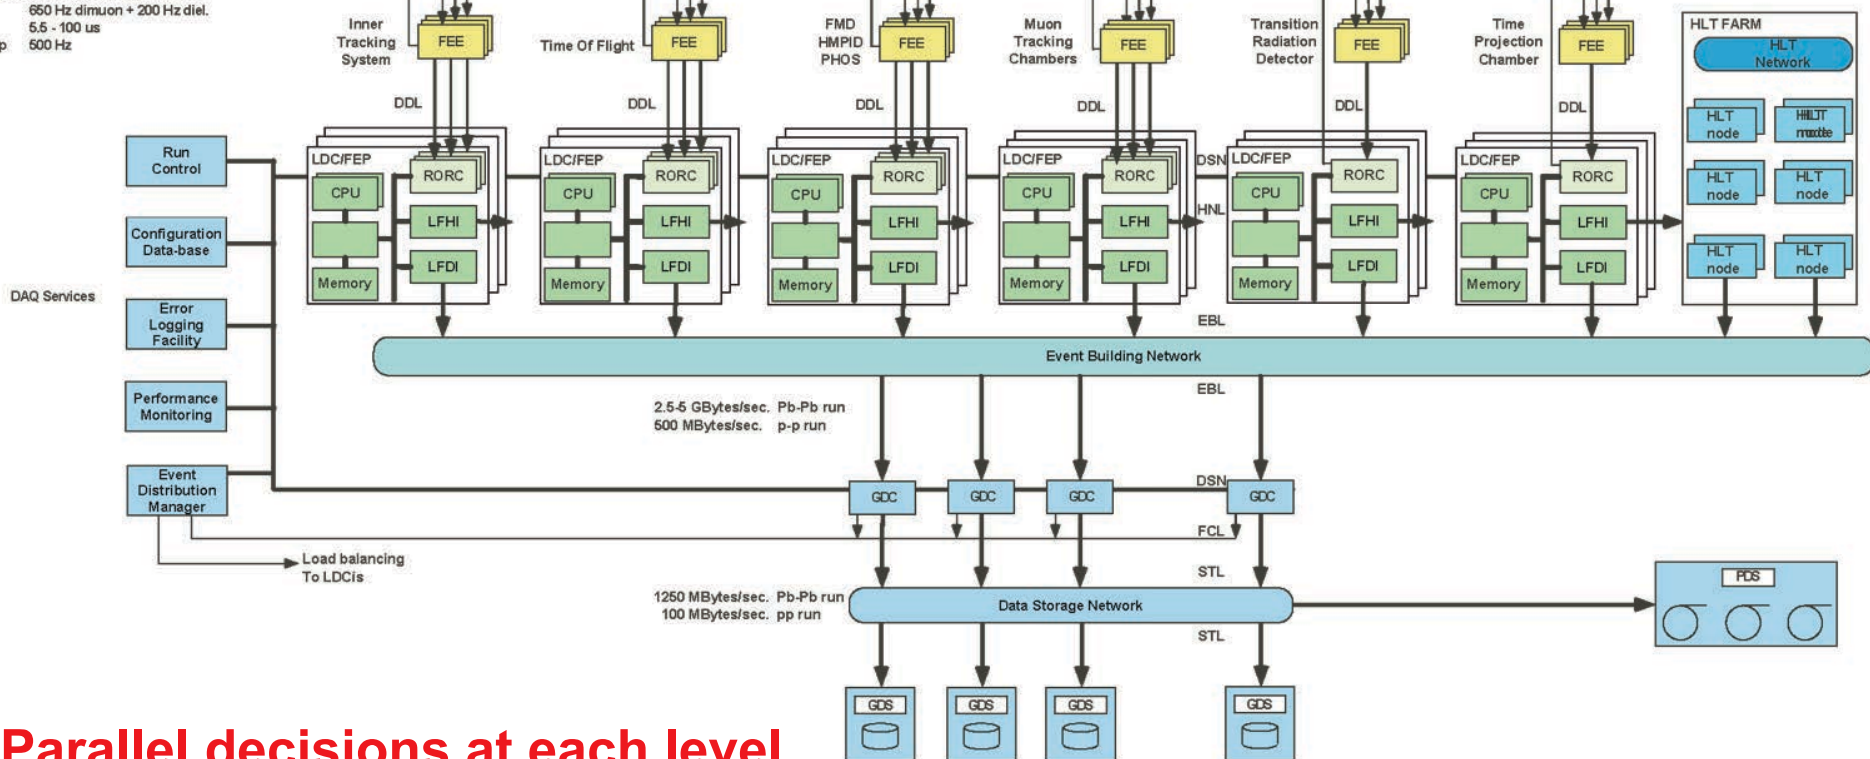 650 Hz dimuon + 200 Hz diel.
5.5 - 100 us
p 500 Hz
Inner
Tracking
System
FEE
Time Of Flight
FEE
FMD
HMPID
PHOS
FEE
Muon
Tracking
Chambers
FEE
Transition
Radiation
Detector
FEE
Time
Projection
Chamber
FEE
HLT FARM
HLT
Network
DDL
DDL
DDL
DDL
DDL
DDL
HLT
node
HLT
node
HLT
node
HLT
node
HLT
node
LDC/FEP
CPU
Memory
RORC
LFHI
LFDI
LDC/FEP
CPU
Memory
RORC
LFHI
LFDI
LDC/FEP
CPU
Memory
RORC
LFHI
LFDI
LDC/FEP
CPU
Memory
RORC
LFHI
LFDI
DSN
HNL
LDC/FEP
CPU
Memory
RORC
LFHI
LFDI
LDC/FEP
CPU
Memory
RORC
LFHI
LFDI
DAQ Services
Run
Control
Configuration
Data-base
Error
Logging
Facility
Performance
Monitoring
Event
Distribution
Manager
EBL
Event Building Network
EBL
2.5-5 GBytes/sec. Pb-Pb run
500 MBytes/sec. p-p run
DSN
GDC
GDC
GDC
GDC
FCL
Load balancing
To LDCis
STL
1250 MBytes/sec. Pb-Pb run
100 MBytes/sec. pp run
Data Storage Network
PDS
STL
GDS
GDS
GDS
GDS
Parallel decisions at each level